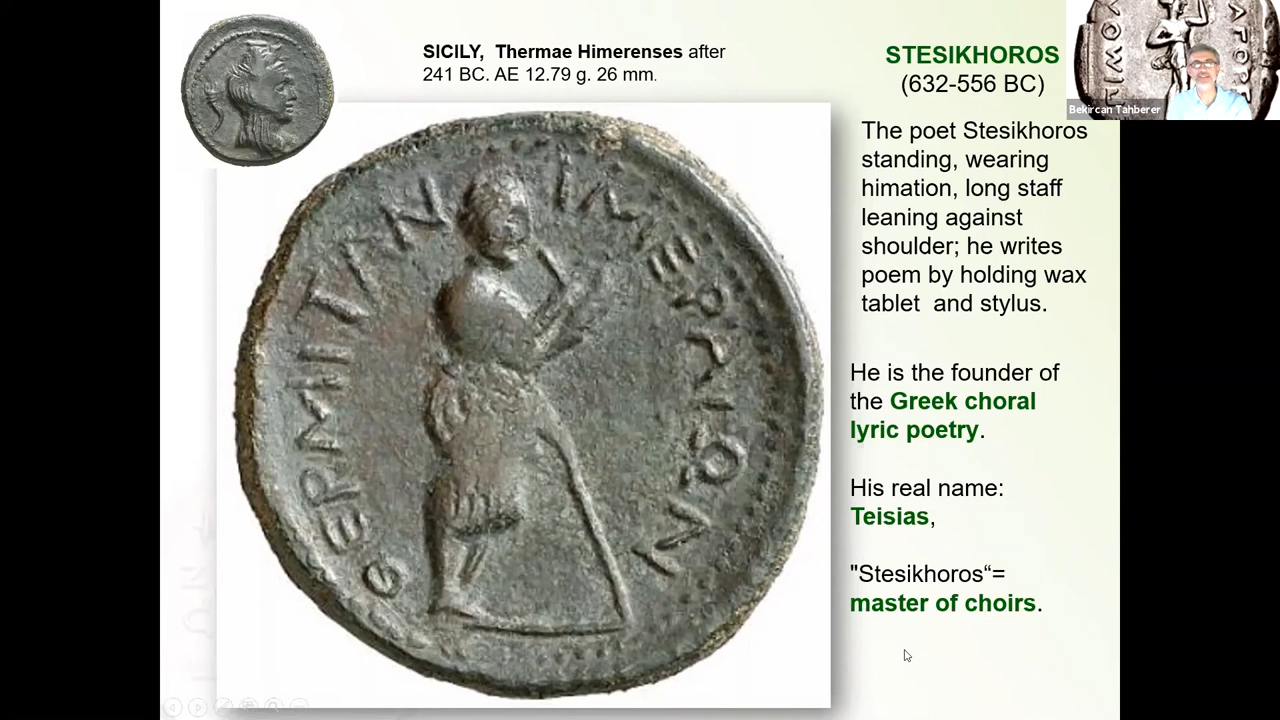 SICILY, Thermae Himerenses after
241 BC. AE 12.79 g. 26 mm.
STESIKHOROS
(632-556 BC)
Bekircan Tahberer
The poet Stesikhoros
standing, wearing
himation, long staff
leaning against
shoulder; he writes
poem by holding wax
tablet and stylus.
He is the founder of
the Greek choral
lyric poetry.
His real name:
Teisias,
"Stesikhoros“=
master of choirs.
ΘΕΡΜΙΤΑΝ
ΙΜΕΡΑΙΩΝ